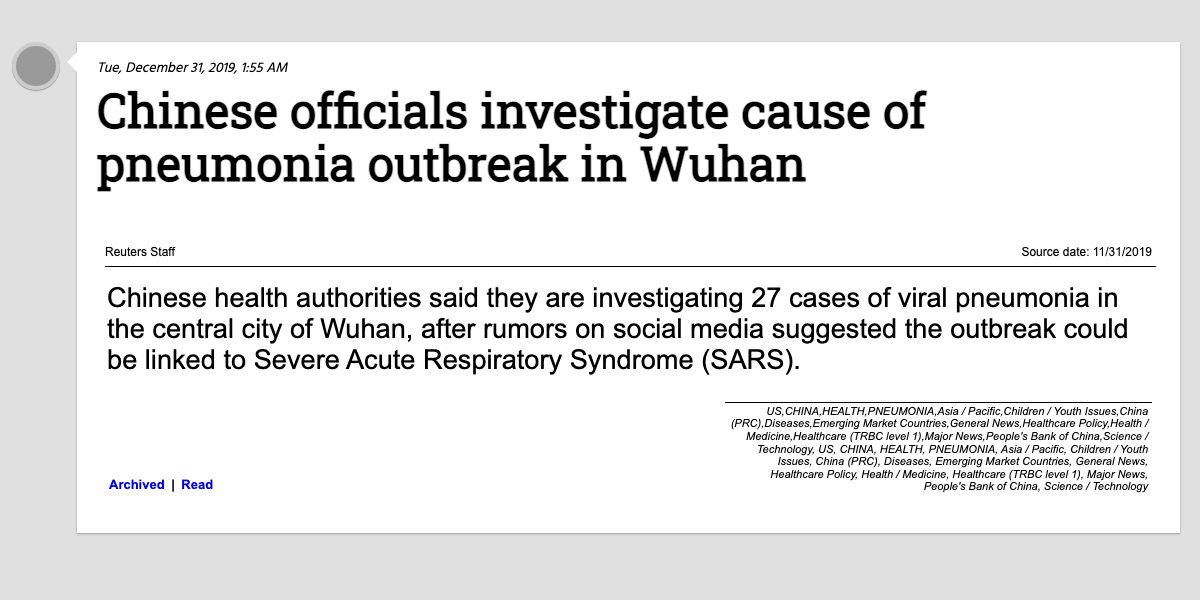 Tue, December 31, 2019, 1:55 AM
Chinese officials investigate cause of
pneumonia outbreak in Wuhan
Reuters Staff
Source date: 11/31/2019
Chinese health authorities said they are investigating 27 cases of viral pneumonia in
the central city of Wuhan, after rumors on social media suggested the outbreak could
be linked to Severe Acute Respiratory Syndrome (SARS).
US,CHINA,HEALTH,PNEUMONIA,Asia / Pacific,Children / Youth Issues,China
(PRC),Diseases,Emerging Market Countries,General News,Healthcare Policy,Health /
Medicine,Healthcare (TRBC level 1),Major News,People's Bank of China,Science /
Technology, US, CHINA, HEALTH, PNEUMONIA, Asia / Pacific, Children / Youth
Issues, China (PRC), Diseases, Emerging Market Countries, General News,
Healthcare Policy, Health / Medicine, Healthcare (TRBC level 1), Major News,
People's Bank of China, Science / Technology
Archived | Read